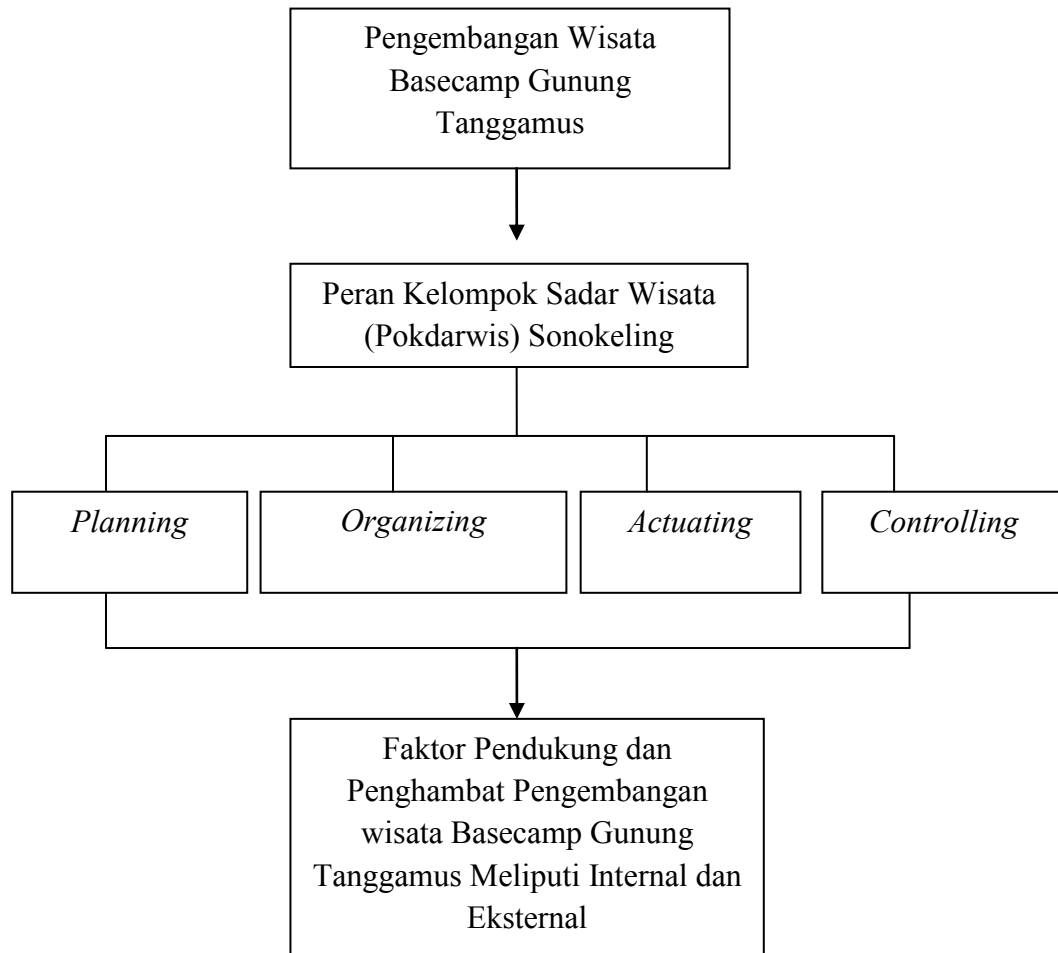 Pengembangan Wisata
Basecamp Gunung
Tanggamus
Peran Kelompok Sadar Wisata
(Pokdarwis) Sonokeling
Planning
Organizing
Actuating
Controlling
Faktor Pendukung dan
Penghambat Pengembangan
wisata Basecamp Gunung
Tanggamus Meliputi Internal dan
Eksternal